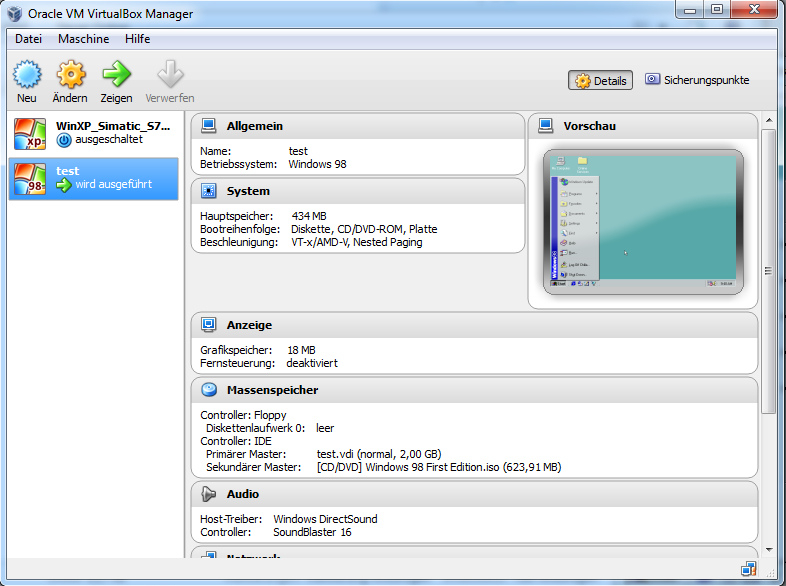 Oracle VM VirtualBox Manager
Datei Maschine Hilfe
Neu Ändern Zeigen Verwerfen
Details Sicherungspunkte
WinXP_Simatic_S7...
ausgeschaltet
xp
test
wird ausgeführt
98
Allgemein
Name: test
Betriebssystem: Windows 98
System
Hauptspeicher: 434 MB
Bootreihenfolge: Diskette, CD/DVD-ROM, Platte
Beschleunigung: VT-x/AMD-V, Nested Paging
Vorschau
Anzeige
Grafikspeicher: 18 MB
Fernsteuerung: deaktiviert
Massenspeicher
Controller: Floppy
Diskettenlaufwerk 0: leer
Controller: IDE
Primärer Master: test.vdi (normal, 2,00 GB)
Sekundärer Master: [CD/DVD] Windows 98 First Edition.iso (623,91 MB)
Audio
Host-Treiber: Windows DirectSound
Controller: SoundBlaster 16